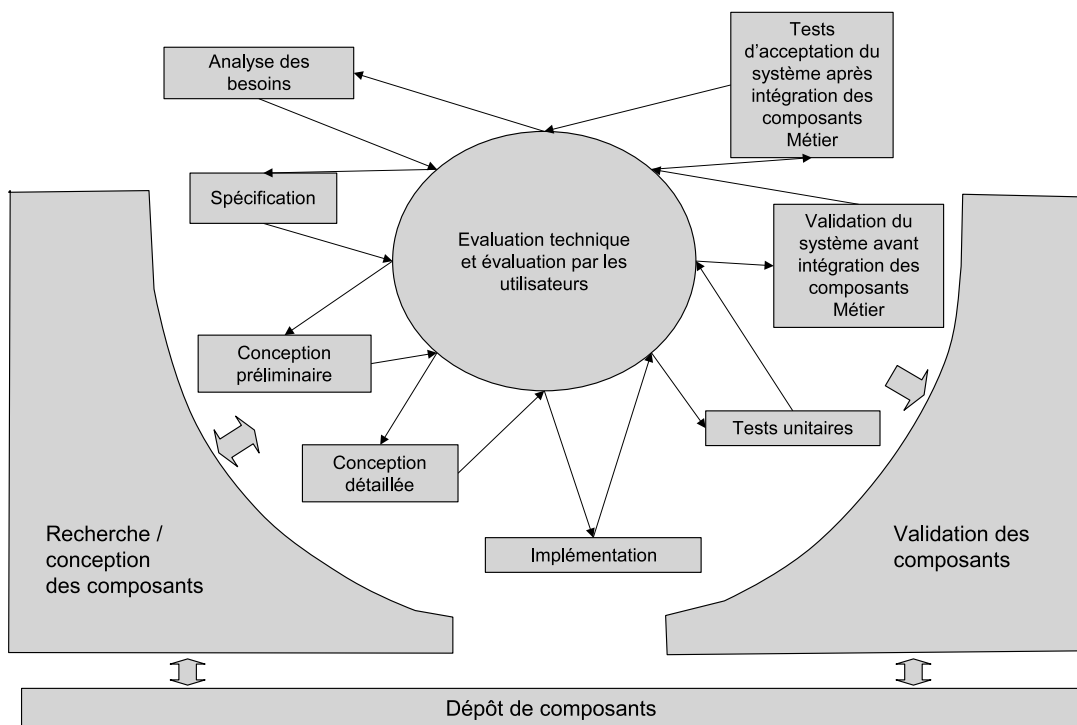 Analyse des
besoins
Tests
d'acceptation du
système après
intégration des
composants
Métier
Spécification
Evaluation technique
et évaluation par les
utilisateurs
Validation du
système avant
intégration des
composants
Métier
Conception
préliminaire
Conception
détaillée
Tests unitaires
Implémentation
Recherche /
conception
des composants
Validation des
composants
Dépôt de composants